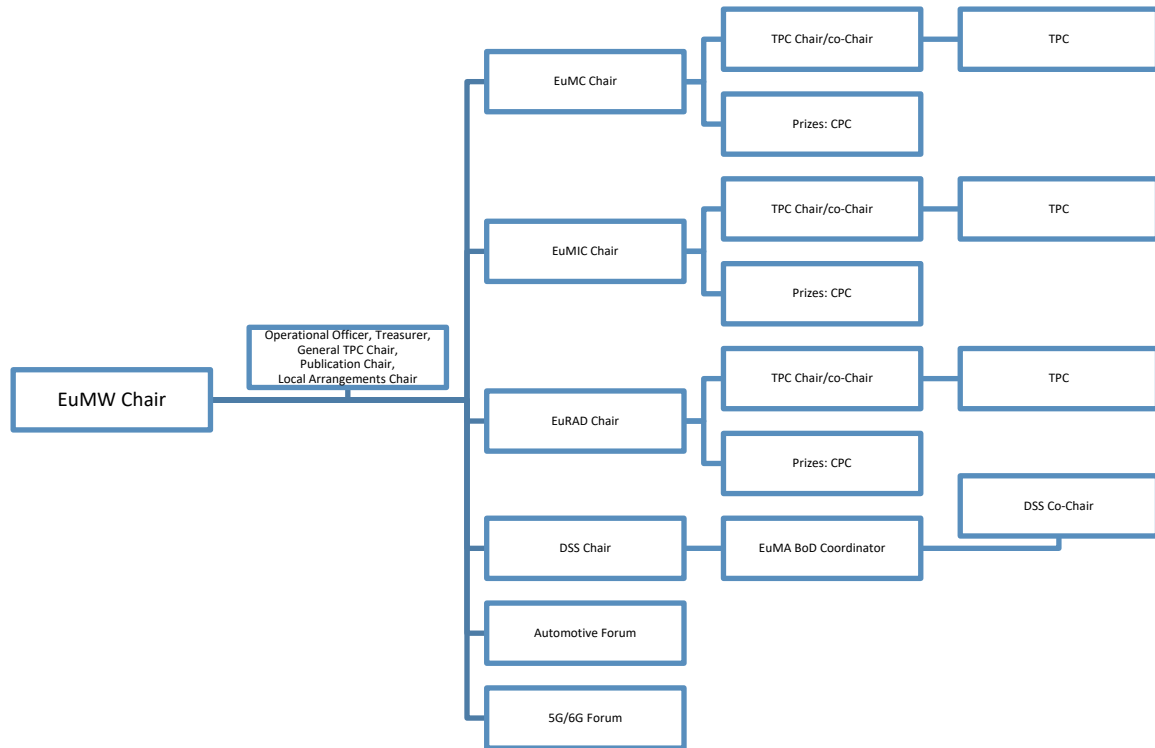 TPC Chair/co-Chair
TPC
EuMC Chair
Prizes: CPC
TPC Chair/co-Chair
TPC
EuMIC Chair
Prizes: CPC
Operational Officer, Treasurer,
General TPC Chair,
Publication Chair,
Local Arrangements Chair
EuMW Chair
TPC Chair/co-Chair
TPC
EuRAD Chair
Prizes: CPC
DSS Co-Chair
DSS Chair
EuMA BoD Coordinator
Automotive Forum
5G/6G Forum